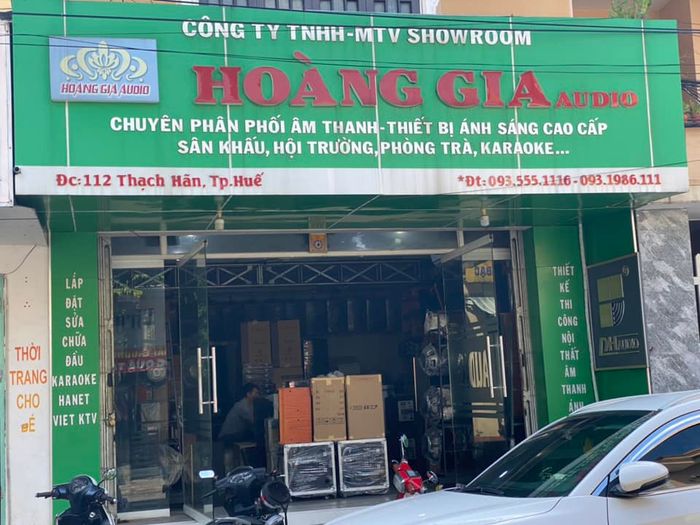 CÔNG TY TNHH-MTV SHOWROOM
HOÀNG GIA AUDIO
HOÀNG GIA AUDIO
CHUYÊN PHÂN PHỐI ÂM THANH-THIẾT BỊ ÁNH SÁNG CAO CẤP
SÂN KHẤU, HỘI TRƯỜNG, PHÒNG TRÀ, KARAOKE...
Đc: 112 Thạch Hãn, Tp.Huế
*Đt: 093.555.1116 - 093.1986.111
LẮP
ĐẶT
SỬA
CHỮA
ĐẦU
KARAOKE
HANET
VIET KTV
THIẾT
KẾ
THI
CÔNG
NỘI
THẤT
ÂM
THANH
ÁNH
THỜI
TRANG
CHO
BÉ